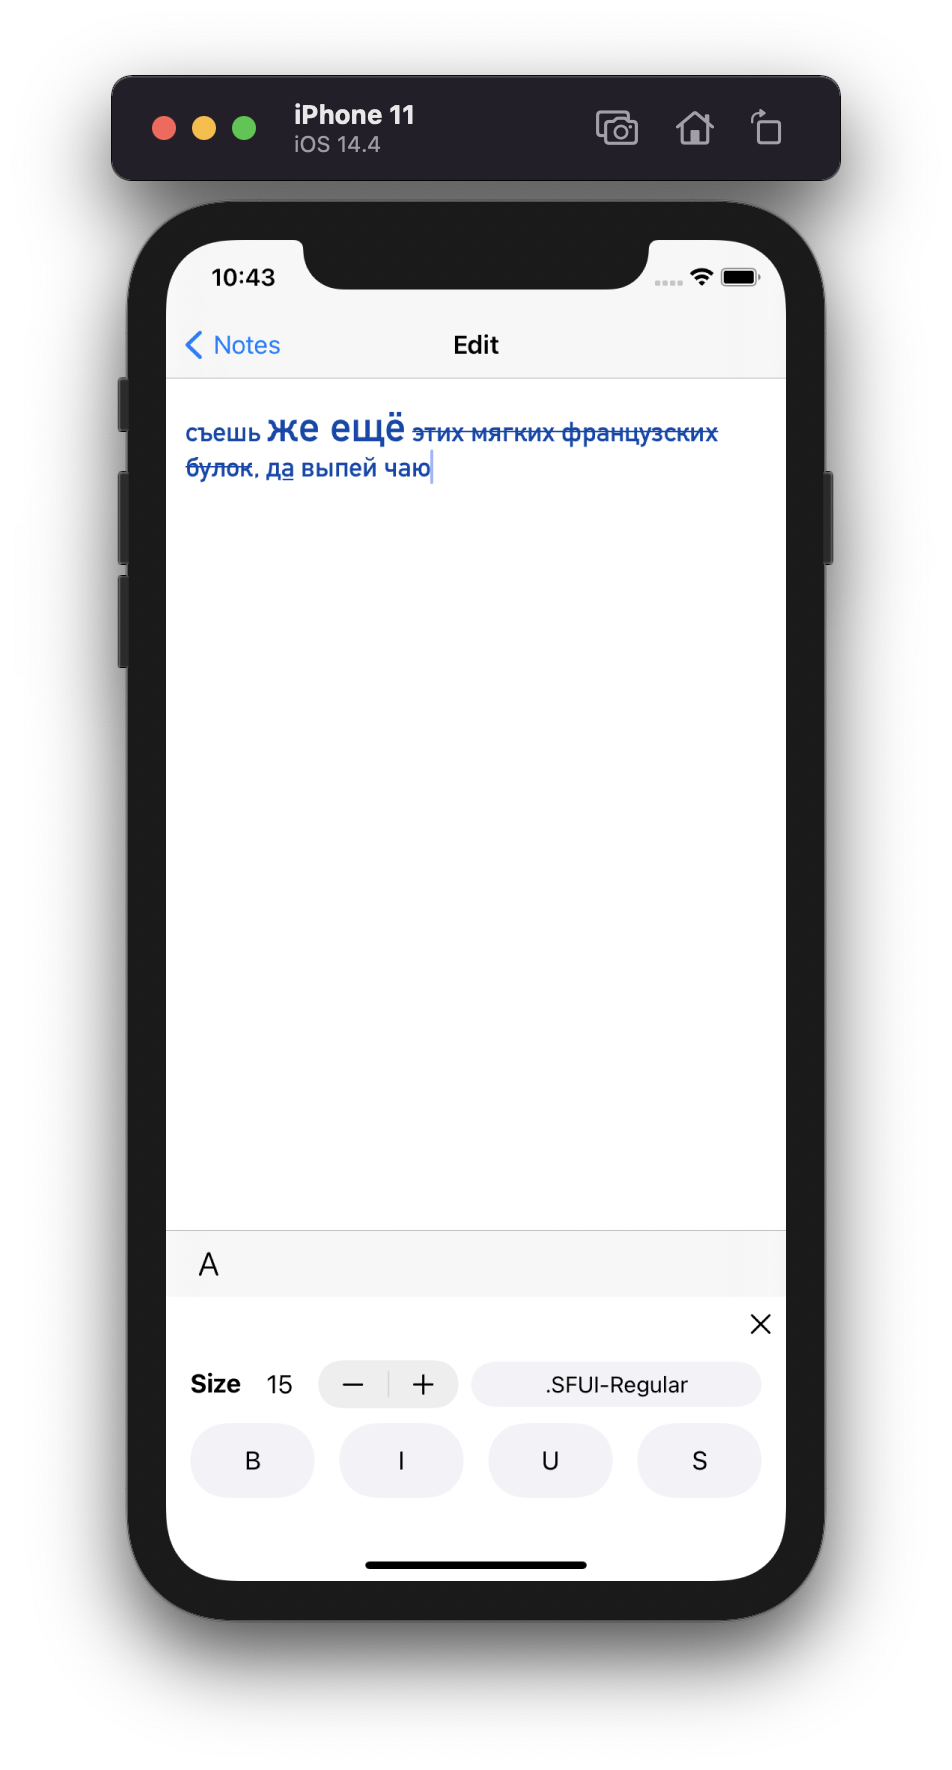 iPhone 11
iOS 14.4
10:43
Notes
Edit
съешь же ещё этих мягких французских
булок, да выпей чаю
A
Size 15 − + .SFUI-Regular
B I U S